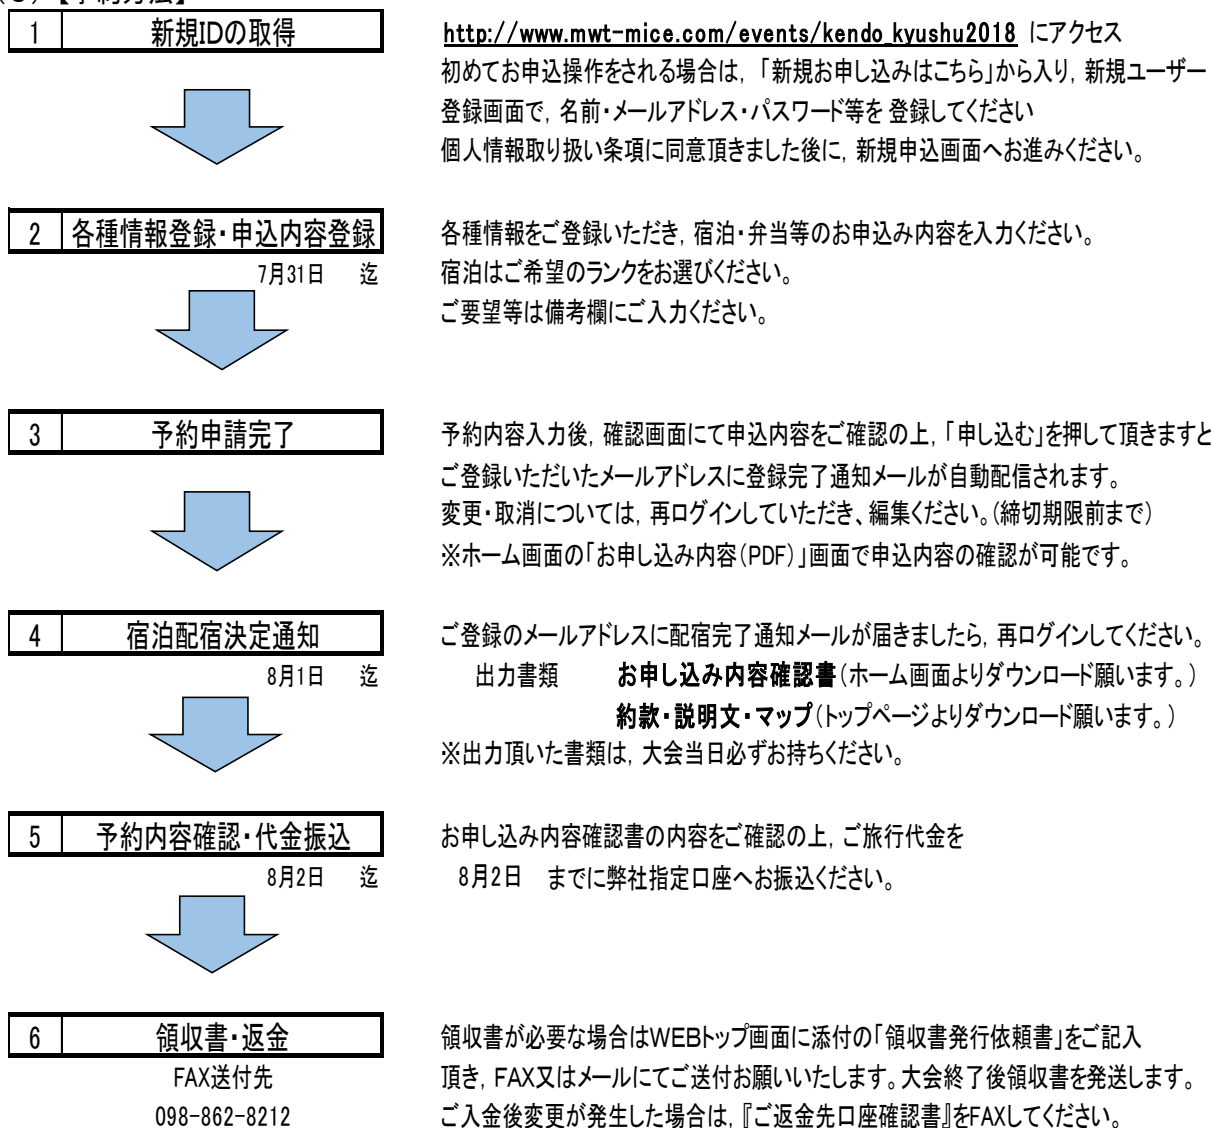 【予約方法】
1 新規IDの取得
http://www.mwt-mice.com/events/kendo_kyushu2018 にアクセス
初めてお申込操作をされる場合は，「新規お申し込みはこちら」から入り，新規ユーザー
登録画面で，名前・メールアドレス・パスワード等を 登録してください
個人情報取り扱い条項に同意頂きました後に，新規申込画面へお進みください。
2 各種情報登録・申込内容登録
7月31日 迄
各種情報をご登録いただき，宿泊・弁当等のお申込み内容を入力ください。
宿泊はご希望のランクをお選びください。
ご要望等は備考欄にご入力ください。
3 予約申請完了
予約内容入力後，確認画面にて申込内容をご確認の上，「申し込む」を押して頂きますと
ご登録いただいたメールアドレスに登録完了通知メールが自動配信されます。
変更・取消については，再ログインしていただき、編集ください。（締切期限前まで）
※ホーム画面の「お申し込み内容（PDF）」画面で申込内容の確認が可能です。
4 宿泊配宿決定通知
8月1日 迄
ご登録のメールアドレスに配宿完了通知メールが届きましたら，再ログインしてください。
出力書類 お申し込み内容確認書（ホーム画面よりダウンロード願います。）
約款・説明文・マップ（トップページよりダウンロード願います。）
※出力頂いた書類は，大会当日必ずお持ちください。
5 予約内容確認・代金振込
8月2日 迄
お申し込み内容確認書の内容をご確認の上，ご旅行代金を
8月2日 までに弊社指定口座へお振込ください。
6 領収書・返金
FAX送付先
098-862-8212
領収書が必要な場合はWEBトップ画面に添付の「領収書発行依頼書」をご記入
頂き，FAX又はメールにてご送付お願いいたします。大会終了後領収書を発送します。
ご入金後変更が発生した場合は，『ご返金先口座確認書』をFAXしてください。